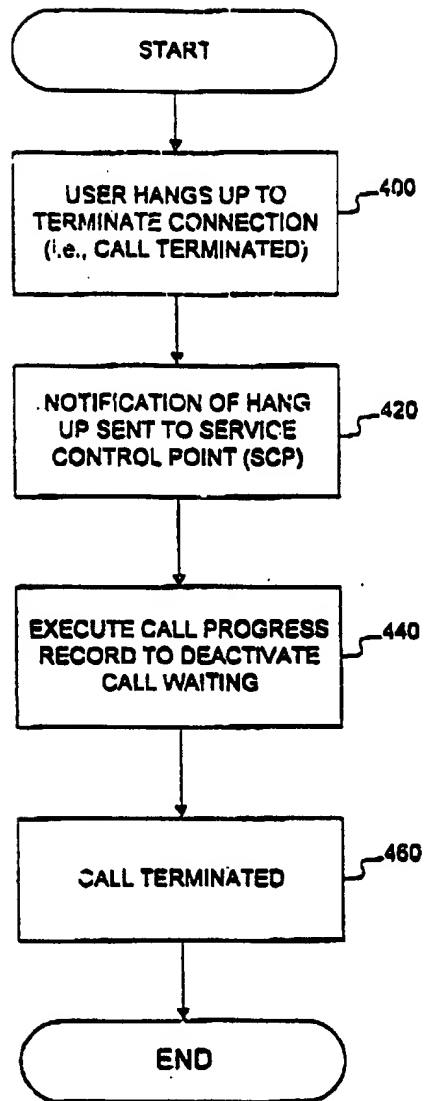 START
USER HANGS UP TO
TERMINATE CONNECTION
(i.e., CALL TERMINATED)
400
NOTIFICATION OF HANG
UP SENT TO SERVICE
CONTROL POINT (SCP)
420
EXECUTE CALL PROGRESS
RECORD TO DEACTIVATE
CALL WAITING
440
CALL TERMINATED
460
END